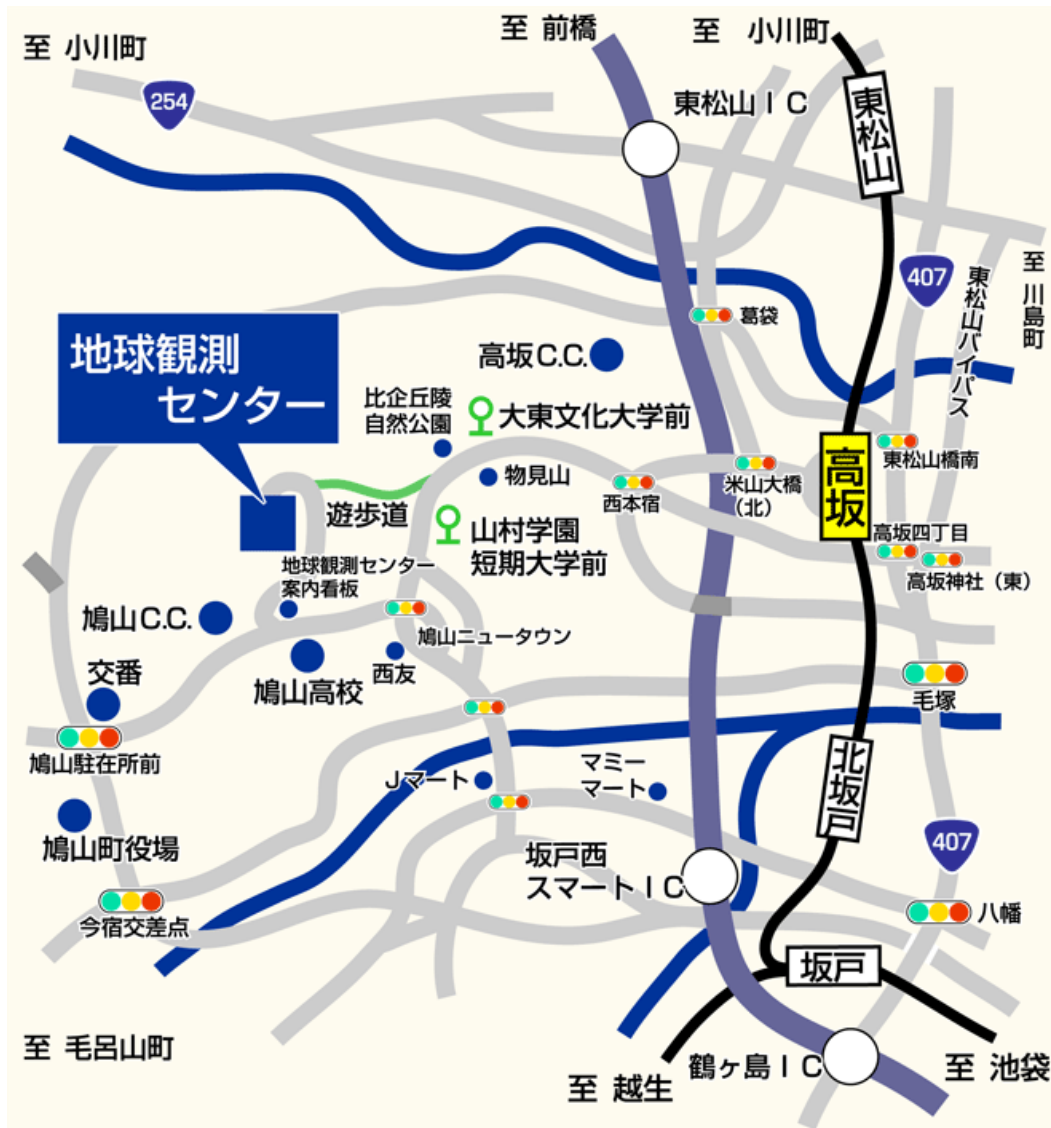 至 小川町
至 前橋
至 小川町
254
東松山IC
東松山
407
東松山バイパス
至 川島町
葛袋
地球観測
センター
高坂C.C.
比企丘陵
自然公園
大東文化大学前
高坂
東松山橋南
物見山
西本宿
米山大橋
（北）
遊歩道
山村学園
短期大学前
高坂四丁目
高坂神社（東）
地球観測センター
案内看板
鳩山C.C.
鳩山ニュータウン
鳩山高校
西友
交番
毛塚
鳩山駐在所前
Jマート
マミー
マート
北坂戸
鳩山町役場
407
坂戸西
スマートIC
今宿交差点
八幡
坂戸
至 毛呂山町
鶴ヶ島IC
至 越生
至 池袋